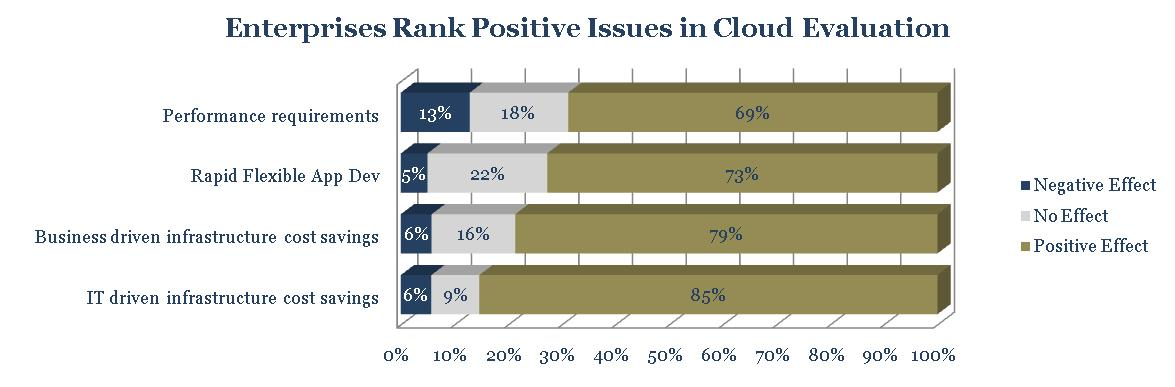 Enterprises Rank Positive Issues in Cloud Evaluation
Performance requirements 13% 18% 69%
Rapid Flexible App Dev 5% 22% 73%
Business driven infrastructure cost savings 6% 16% 79%
IT driven infrastructure cost savings 6% 9% 85%
0% 10% 20% 30% 40% 50% 60% 70% 80% 90% 100%
Negative Effect
No Effect
Positive Effect